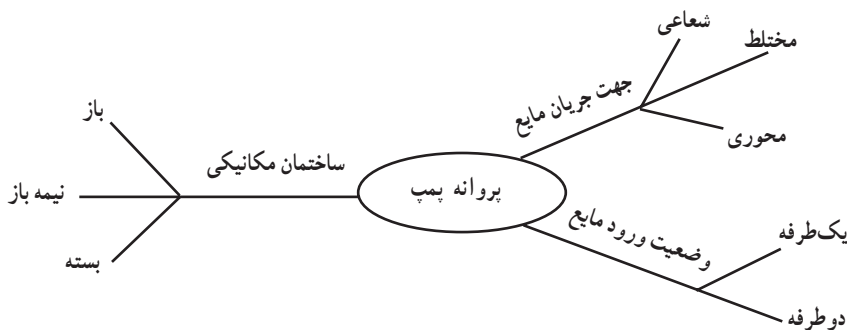 پروانه پمپ
جهت جریان مایع
شعاعی
مختلط
محوری
وضعیت ورود مایع
یک‌طرفه
دوطرفه
ساختمان مکانیکی
باز
نیمه باز
بسته